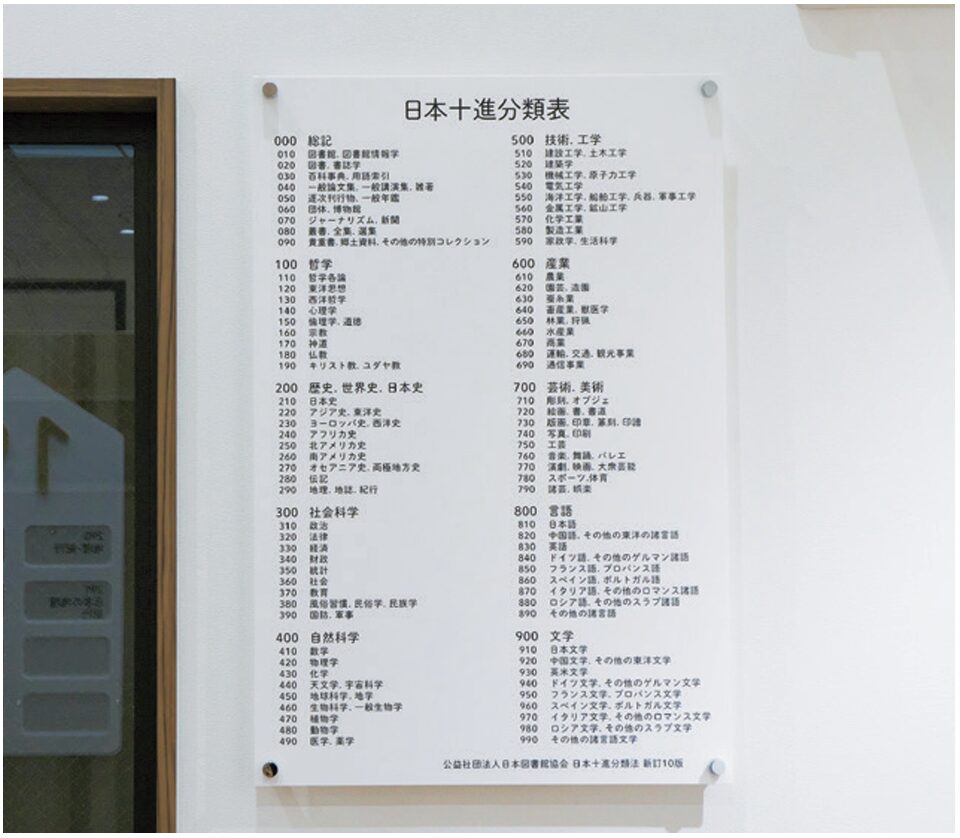 日本十進分類表
000 総記
010 図書館. 図書館情報学
020 図書. 書誌学
030 百科事典. 用語索引
040 一般論文集. 一般講演集. 雑著
050 逐次刊行物. 一般年鑑
060 団体. 博物館
070 ジャーナリズム. 新聞
080 叢書. 全集. 選集
090 貴重書. 郷土資料. その他の特別コレクション
100 哲学
110 哲学各論
120 東洋思想
130 西洋哲学
140 心理学
150 倫理学. 道徳
160 宗教
170 神道
180 仏教
190 キリスト教. ユダヤ教
200 歴史. 世界史. 日本史
210 日本史
220 アジア史. 東洋史
230 ヨーロッパ史. 西洋史
240 アフリカ史
250 北アメリカ史
260 南アメリカ史
270 オセアニア史. 両極地方史
280 伝記
290 地理. 地誌. 紀行
300 社会科学
310 政治
320 法律
330 経済
340 財政
350 統計
360 社会
370 教育
380 風俗習慣. 民俗学. 民族学
390 国防. 軍事
400 自然科学
410 数学
420 物理学
430 化学
440 天文学. 宇宙科学
450 地球科学. 地学
460 生物科学. 一般生物学
470 植物学
480 動物学
490 医学. 薬学
500 技術. 工学
510 建設工学. 土木工学
520 建築学
530 機械工学. 原子力工学
540 電気工学
550 海洋工学. 船舶工学. 兵器. 軍事工学
560 金属工学. 鉱山工学
570 化学工業
580 製造工業
590 家政学. 生活科学
600 産業
610 農業
620 園芸. 造園
630 蚕糸業
640 畜産業. 獣医学
650 林業. 狩猟
660 水産業
670 商業
680 運輸. 交通. 観光事業
690 通信事業
700 芸術. 美術
710 彫刻. オブジェ
720 絵画. 書. 書道
730 版画. 印章. 篆刻. 印譜
740 写真. 印刷
750 工芸
760 音楽. 舞踊. バレエ
770 演劇. 映画. 大衆芸能
780 スポーツ.体育
790 諸芸. 娯楽
800 言語
810 日本語
820 中国語. その他の東洋の諸言語
830 英語
840 ドイツ語. その他のゲルマン諸語
850 フランス語. プロバンス語
860 スペイン語. ポルトガル語
870 イタリア語. その他のロマンス諸語
880 ロシア語. その他のスラブ諸語
890 その他の諸言語
900 文学
910 日本文学
920 中国文学. その他の東洋文学
930 英米文学
940 ドイツ文学. その他のゲルマン文学
950 フランス文学. プロバンス文学
960 スペイン文学. ポルトガル文学
970 イタリア文学. その他のロマンス文学
980 ロシア文学. その他のスラブ文学
990 その他の諸言語文学
公益社団法人日本図書館協会 日本十進分類法 新訂10版